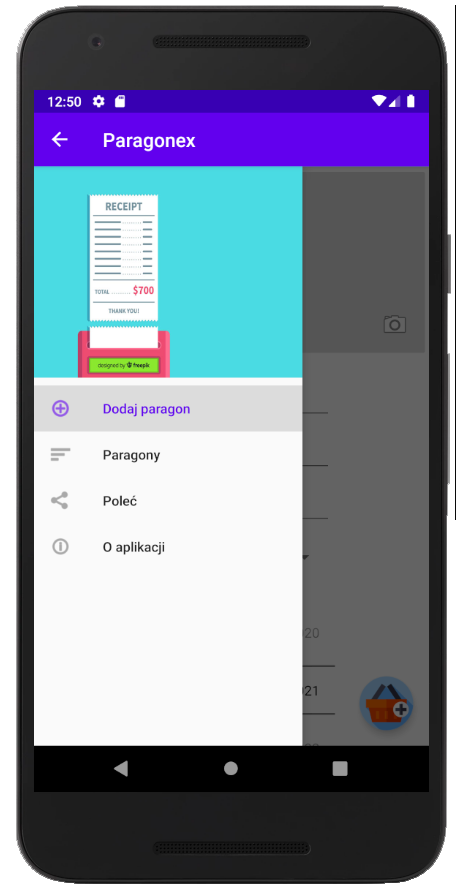 12:50
Paragonex
RECEIPT
TOTAL ........... $700
THANK YOU!
designed by freepik
Dodaj paragon
Paragony
Poleć
O aplikacji
20
21